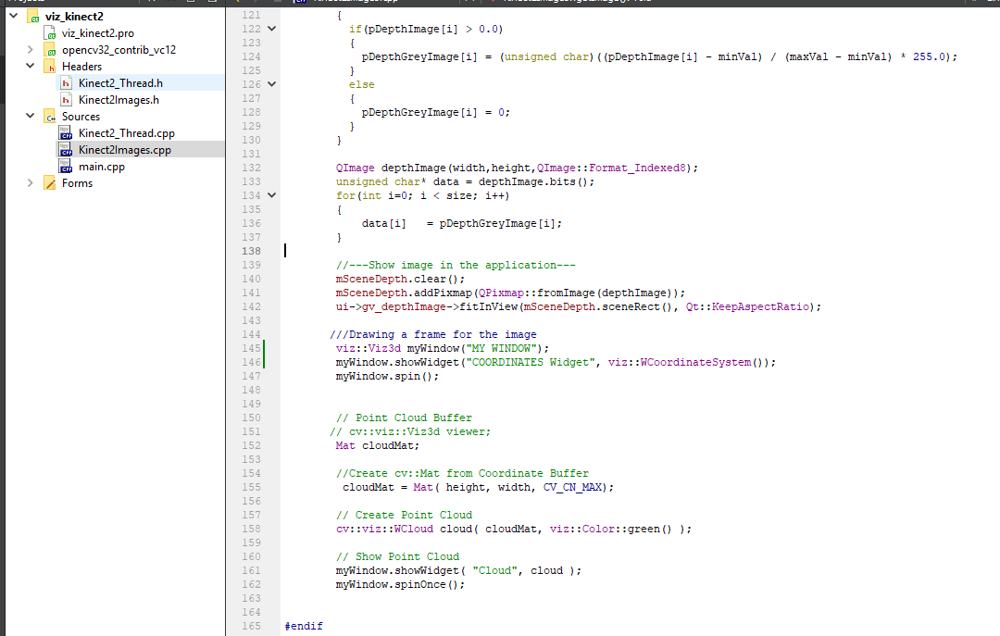 viz_kinect2
viz_kinect2.pro
opencv32_contrib_vc12
Headers
Kinect2_Thread.h
Kinect2Images.h
Sources
Kinect2_Thread.cpp
Kinect2Images.cpp
main.cpp
Forms
121 {
122 if(pDepthImage[i] > 0.0)
123 {
124 pDepthGreyImage[i] = (unsigned char)((pDepthImage[i] - minVal) / (maxVal - minVal) * 255.0);
125 }
126 else
127 {
128 pDepthGreyImage[i] = 0;
129 }
130 }
131
132 QImage depthImage(width,height,QImage::Format_Indexed8);
133 unsigned char* data = depthImage.bits();
134 for(int i=0; i < size; i++)
135 {
136 data[i]   = pDepthGreyImage[i];
137 }
138
139 //---Show image in the application---
140 mSceneDepth.clear();
141 mSceneDepth.addPixmap(QPixmap::fromImage(depthImage));
142 ui->gv_depthImage->fitInView(mSceneDepth.sceneRect(), Qt::KeepAspectRatio);
143
144 ///Drawing a frame for the image
145 viz::Viz3d myWindow("MY WINDOW");
146 myWindow.showWidget("COORDINATES Widget", viz::WCoordinateSystem());
147 myWindow.spin();
148
149
150 // Point Cloud Buffer
151 // cv::viz::Viz3d viewer;
152 Mat cloudMat;
153
154 //Create cv::Mat from Coordinate Buffer
155 cloudMat = Mat( height, width, CV_CN_MAX);
156
157 // Create Point Cloud
158 cv::viz::WCloud cloud( cloudMat, viz::Color::green() );
159
160 // Show Point Cloud
161 myWindow.showWidget( "Cloud", cloud );
162 myWindow.spinOnce();
163
164
165 #endif